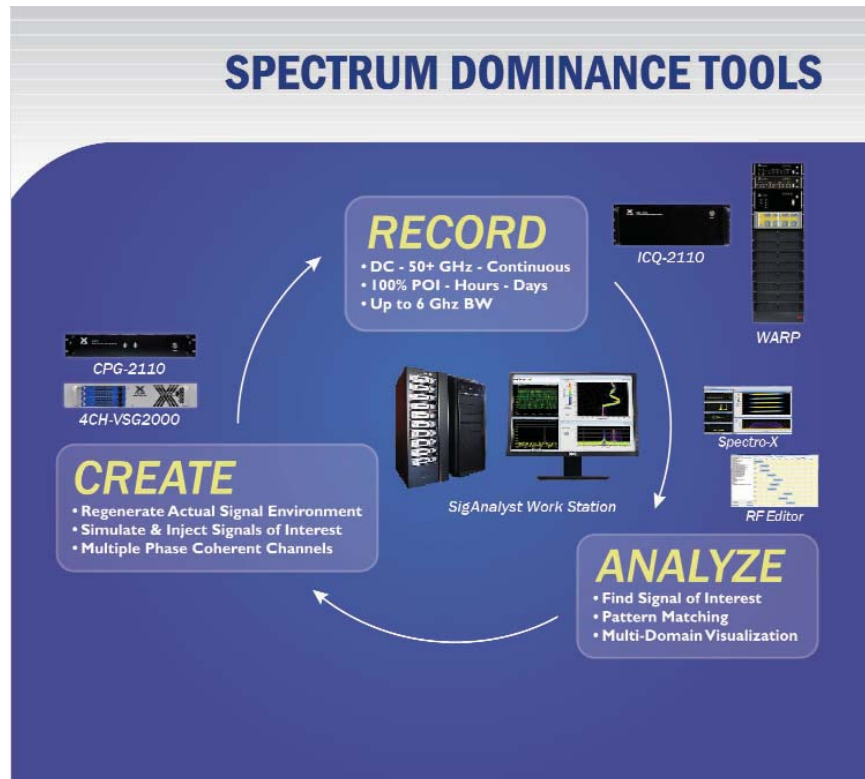 SPECTRUM DOMINANCE TOOLS
RECORD
• DC - 50+ GHz - Continuous
• 100% POI - Hours - Days
• Up to 6 Ghz BW
ICQ-2110
WARP
CPG-2110
4CH-VSG2000
CREATE
• Regenerate Actual Signal Environment
• Simulate & Inject Signals of Interest
• Multiple Phase Coherent Channels
SigAnalyst Work Station
Spectro-X
RF Editor
ANALYZE
• Find Signal of Interest
• Pattern Matching
• Multi-Domain Visualization